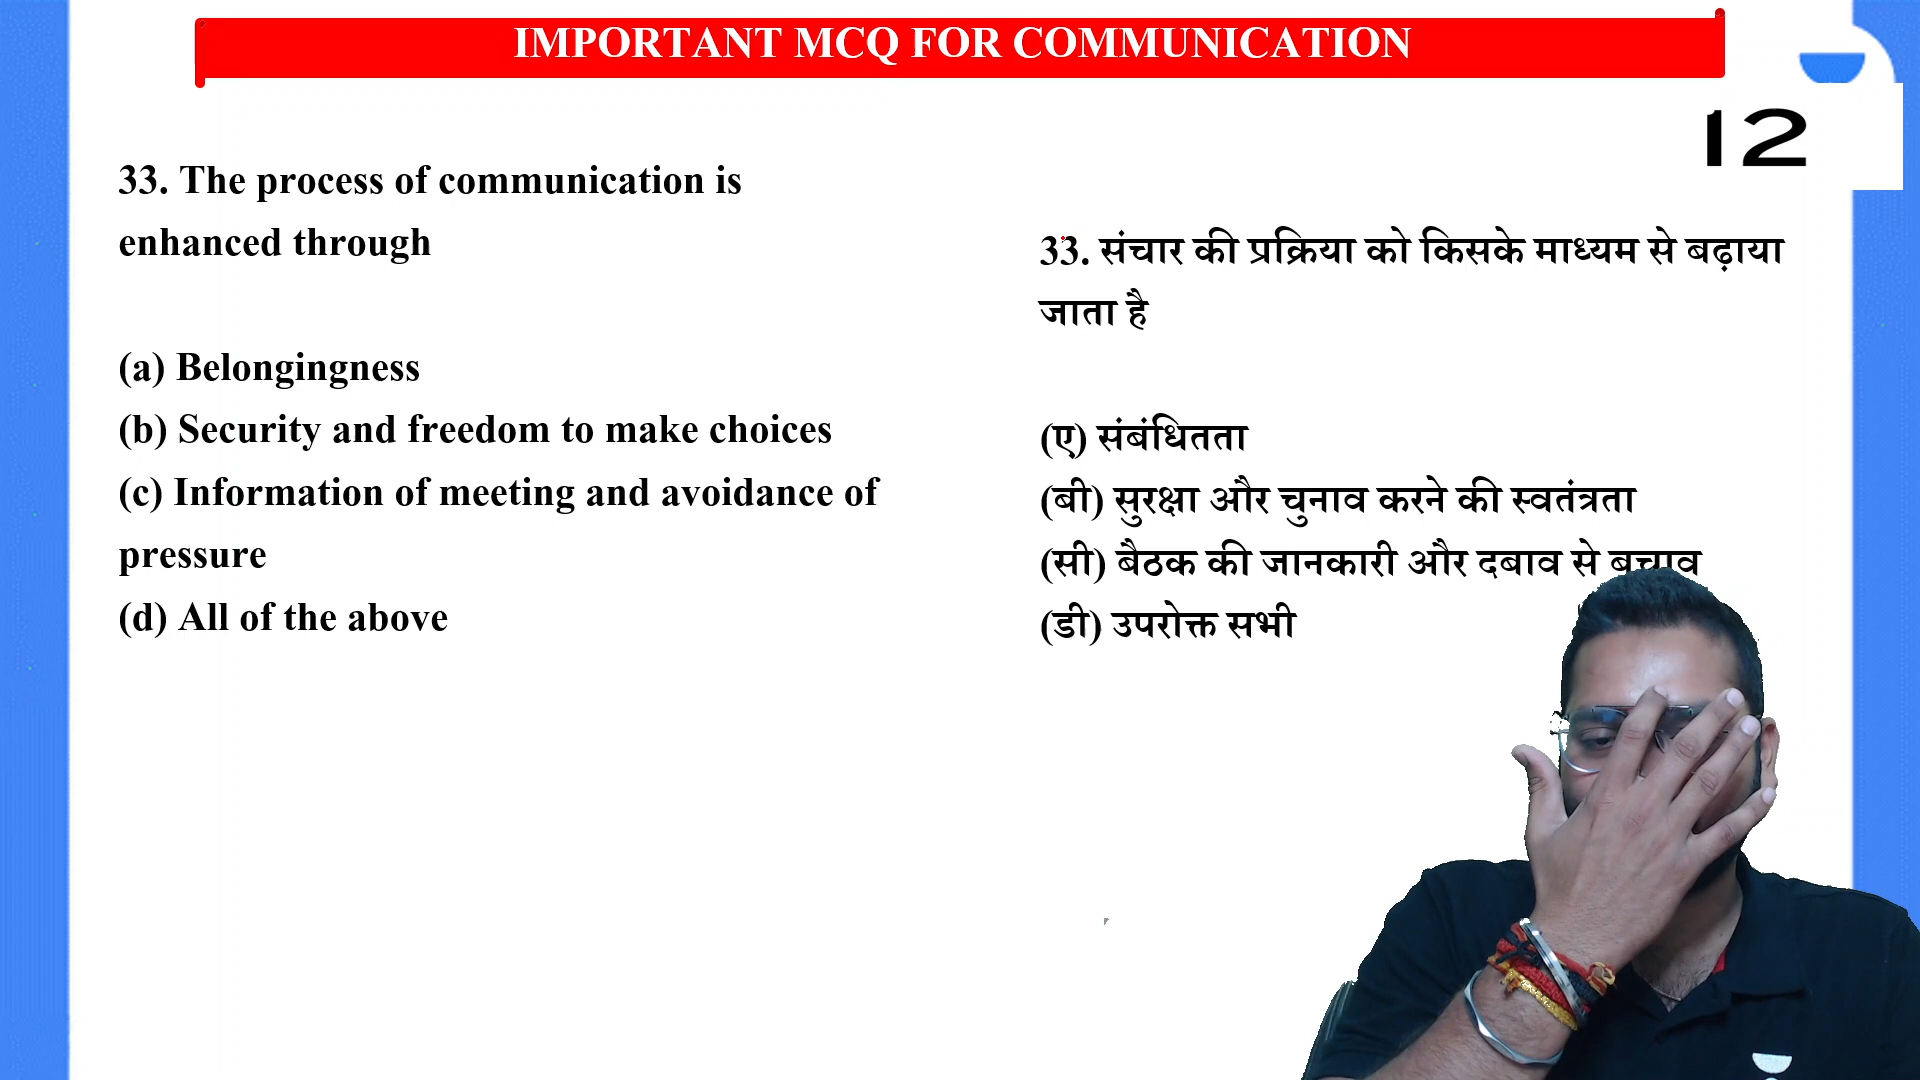 IMPORTANT MCQ FOR COMMUNICATION
12
33. The process of communication is
enhanced through
(a) Belongingness
(b) Security and freedom to make choices
(c) Information of meeting and avoidance of
pressure
(d) All of the above
33. संचार की प्रक्रिया को किसके माध्यम से बढ़ाया
जाता है
(ए) संबंधितता
(बी) सुरक्षा और चुनाव करने की स्वतंत्रता
(सी) बैठक की जानकारी और दबाव से बचाव
(डी) उपरोक्त सभी